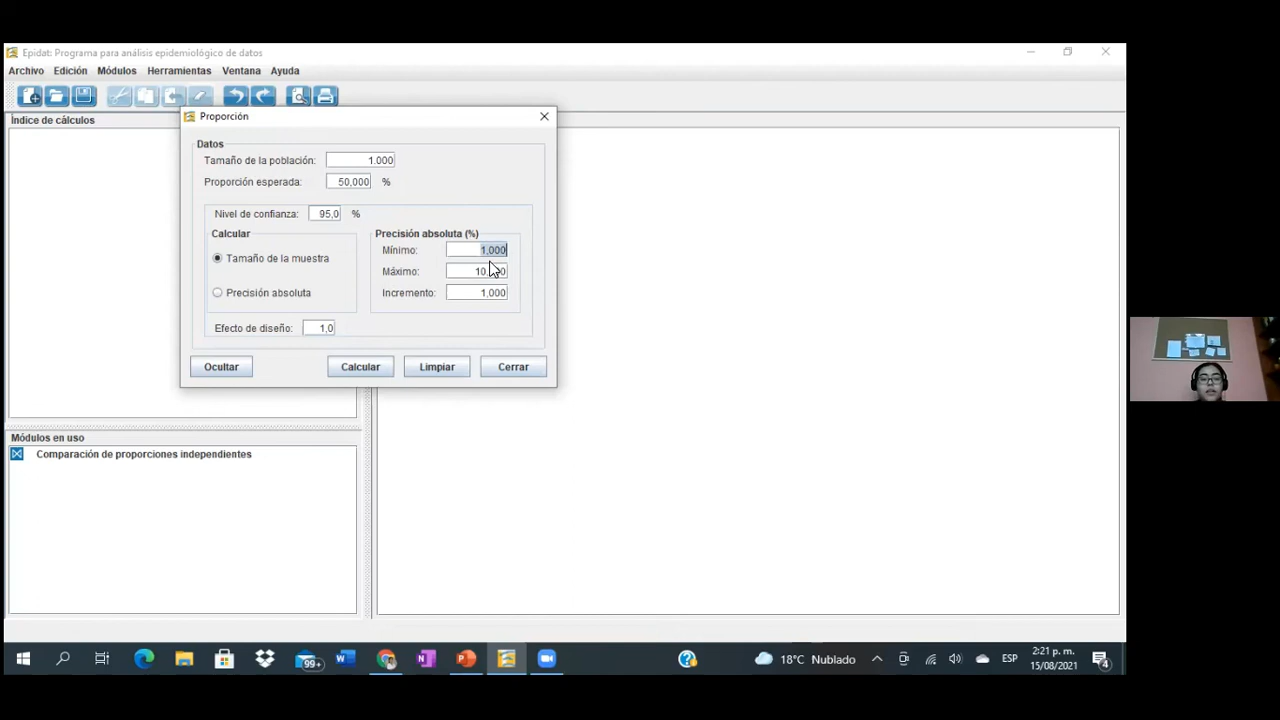 Epidat: Programa para análisis epidemiológico de datos
Archivo Edición Módulos Herramientas Ventana Ayuda
Índice de cálculos
Proporción
Datos
Tamaño de la población: 1.000
Proporción esperada: 50,000 %
Nivel de confianza: 95,0 %
Calcular
Tamaño de la muestra
Precisión absoluta
Precisión absoluta (%)
Mínimo: 1,000
Máximo:
Incremento: 1,000
Efecto de diseño: 1,0
Ocultar Calcular Limpiar Cerrar
Módulos en uso
Comparación de proporciones independientes
99+
18°C Nublado
ESP
2:21 p. m.
15/08/2021
4